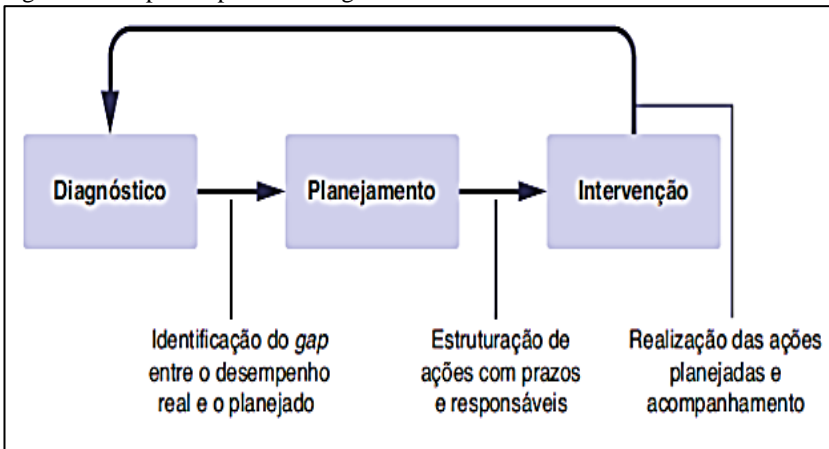 Diagnóstico
Planejamento
Intervenção
Identificação do gap
entre o desempenho
real e o planejado
Estruturação de
ações com prazos
e responsáveis
Realização das ações
planejadas e
acompanhamento